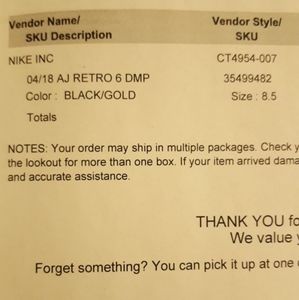 Vendor Name/ Vendor Style/
SKU Description SKU
NIKE INC CT4954-007
04/18 AJ RETRO 6 DMP 35499482
Color : BLACK/GOLD Size : 8.5
Totals
NOTES: Your order may ship in multiple packages. Check
the lookout for more than one box. If your item arrived
and accurate assistance.
THANK YOU
We value
Forget something? You can pick it up at one